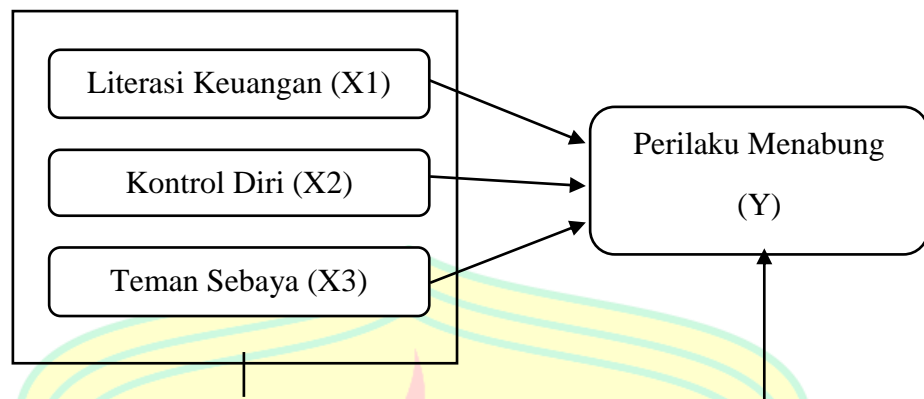 Literasi Keuangan (X1)
Kontrol Diri (X2)
Teman Sebaya (X3)
Perilaku Menabung
(Y)